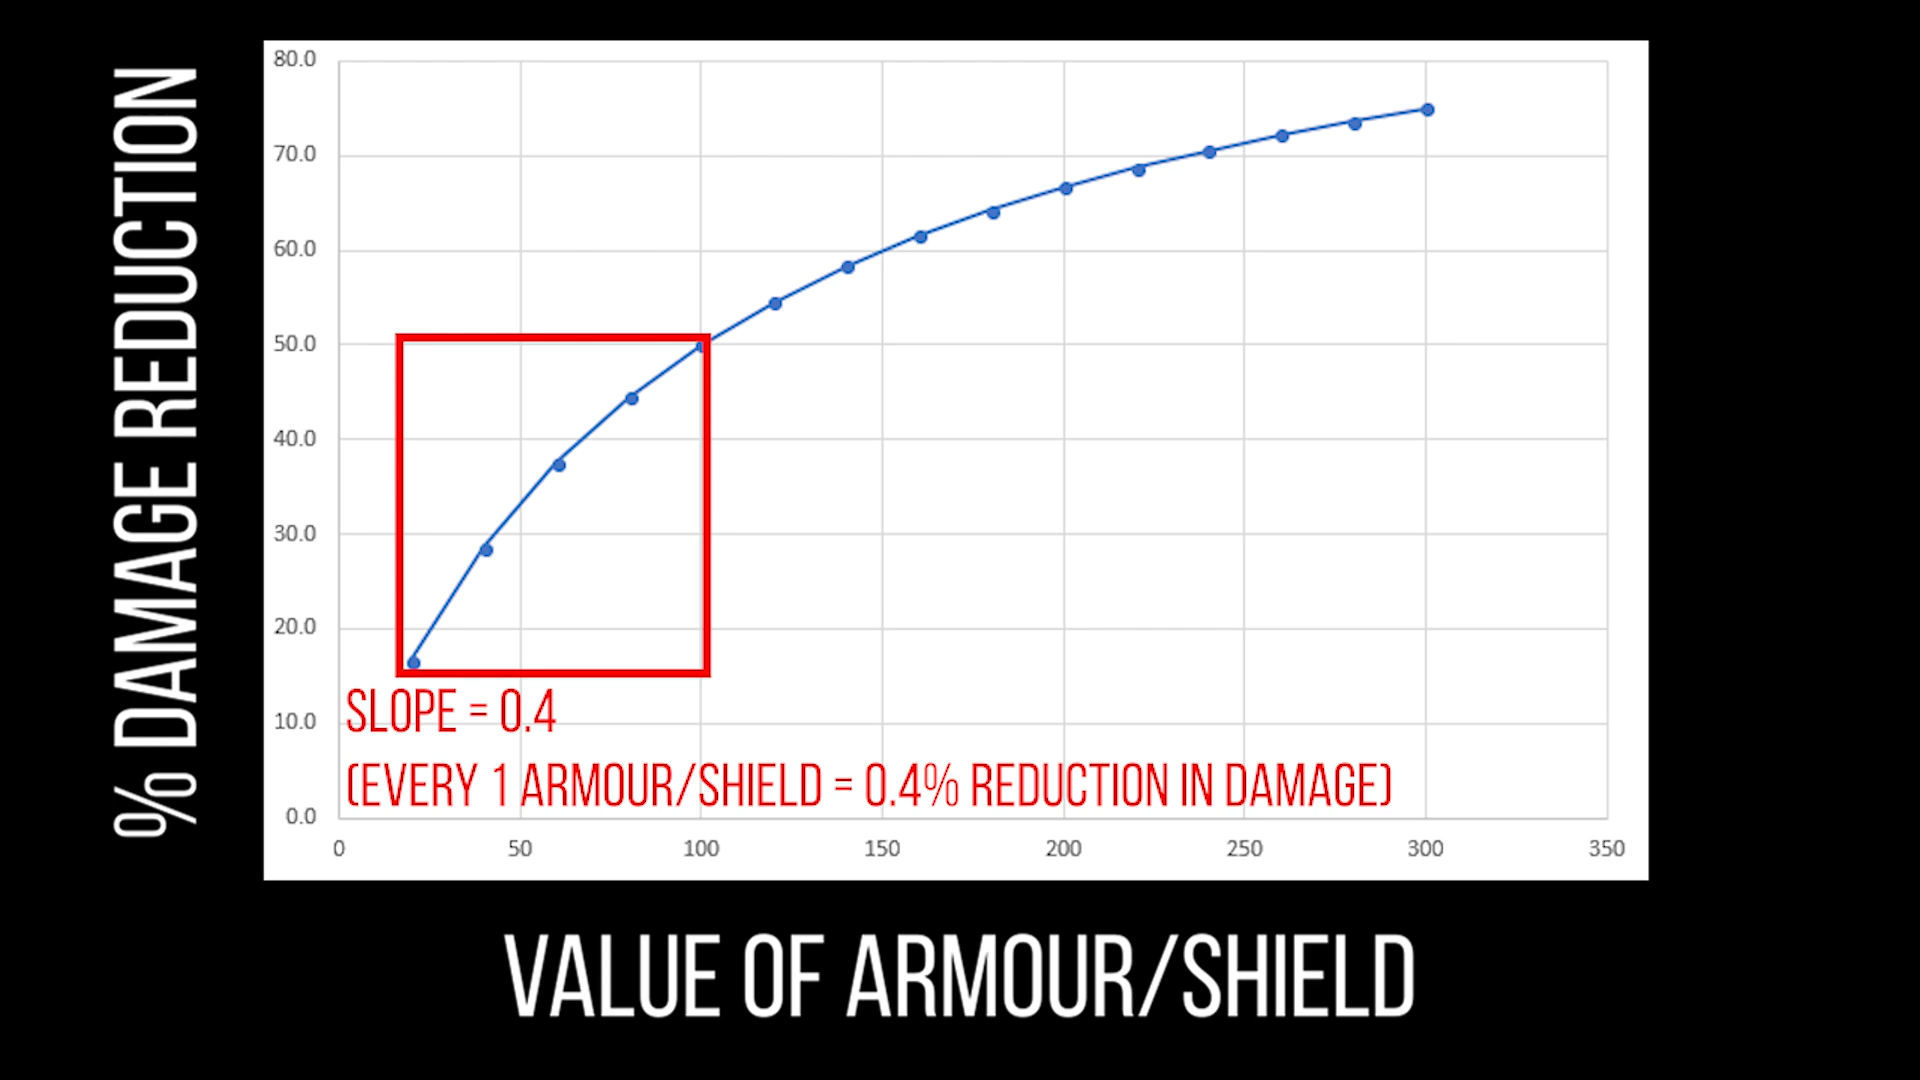 % DAMAGE REDUCTION
80.0
70.0
60.0
50.0
40.0
30.0
20.0
10.0
0.0
SLOPE = 0.4
(EVERY 1 ARMOUR/SHIELD = 0.4% REDUCTION IN DAMAGE)
0 50 100 150 200 250 300 350
VALUE OF ARMOUR/SHIELD